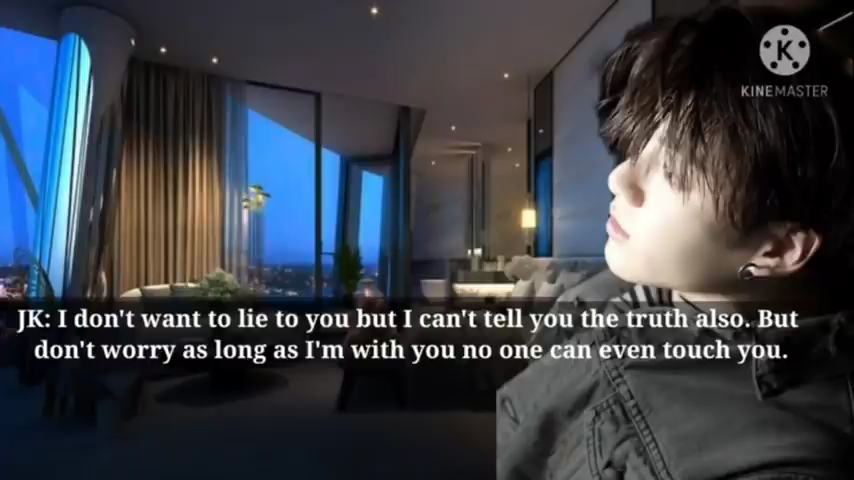 K
KINEMASTER
JK: I don't want to lie to you but I can't tell you the truth also. But
don't worry as long as I'm with you no one can even touch you.